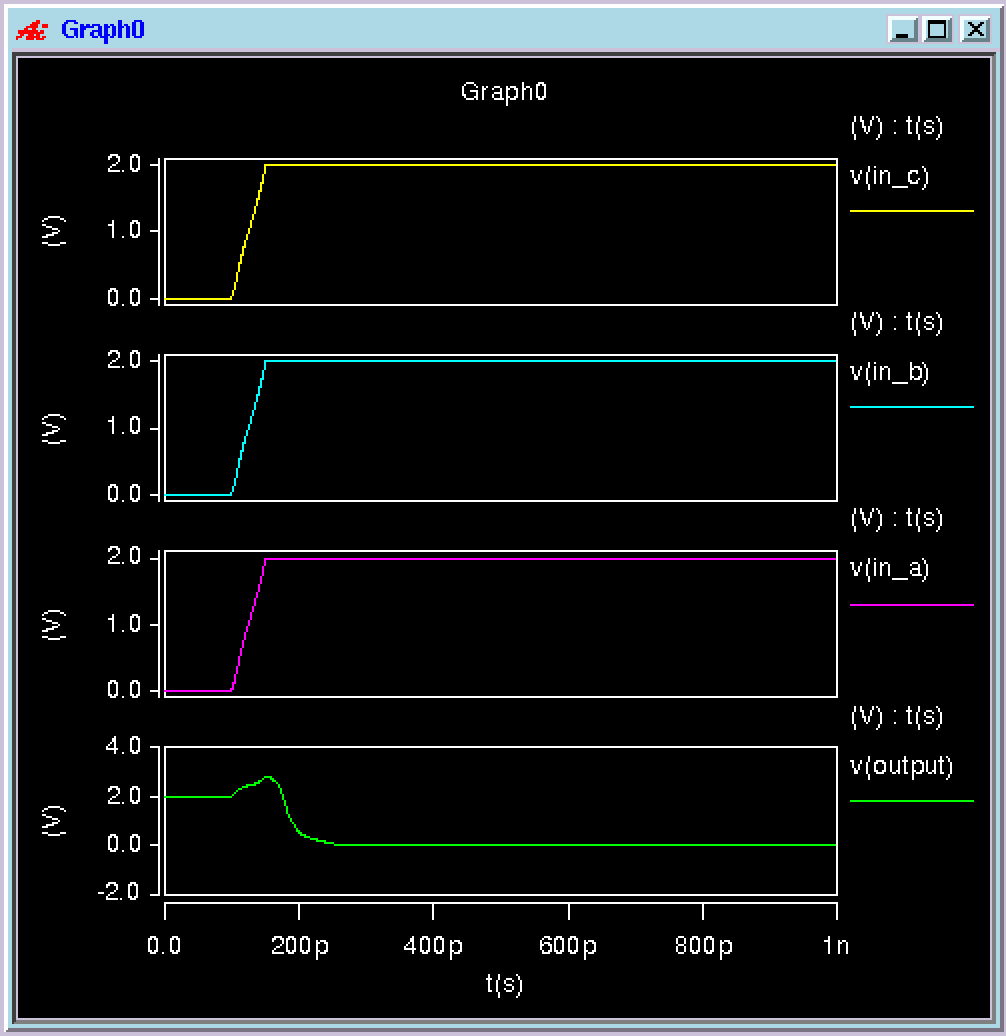 Graph0
Graph0
(V) : t(s)
v(in_c)
2.0
1.0
0.0
(V)
(V) : t(s)
v(in_b)
2.0
1.0
0.0
(V)
(V) : t(s)
v(in_a)
2.0
1.0
0.0
(V)
(V) : t(s)
v(output)
4.0
2.0
0.0
-2.0
(V)
0.0 200p 400p 600p 800p 1n
t(s)